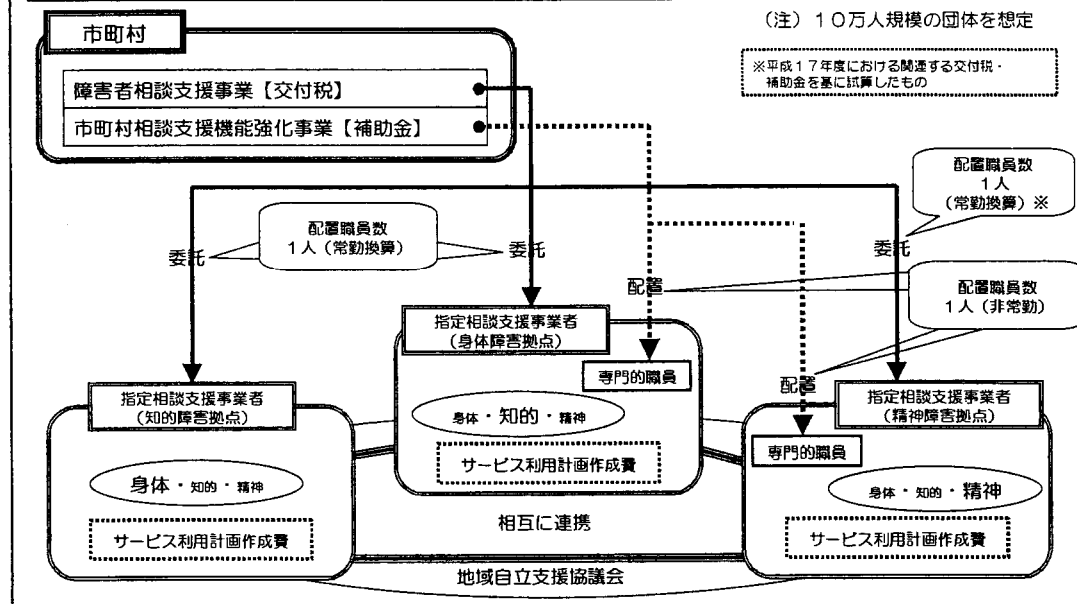 （注）１０万人規模の団体を想定
市町村
※平成１７年度における関連する交付税・
補助金を基に試算したもの
障害者相談支援事業【交付税】
市町村相談支援機能強化事業【補助金】
配置職員数
１人
（常勤換算）※
配置職員数
１人（常勤換算）
委託
委託
委託
配置
配置職員数
１人（非常勤）
指定相談支援事業者
（身体障害拠点）
専門的職員
配置
指定相談支援事業者
（知的障害拠点）
指定相談支援事業者
（精神障害拠点）
身体・知的・精神
専門的職員
サービス利用計画作成費
身体・知的・精神
身体・知的・精神
相互に連携
サービス利用計画作成費
サービス利用計画作成費
地域自立支援協議会